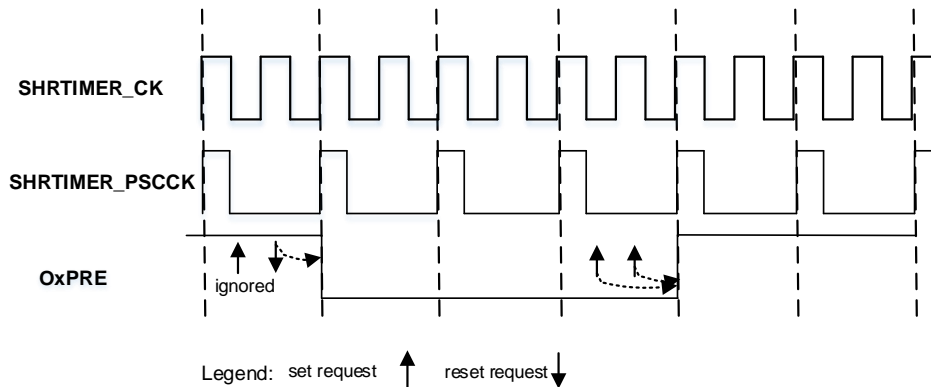 SHRTIMER_CK
SHRTIMER_PSCCK
OxPRE
ignored
Legend: set request reset request